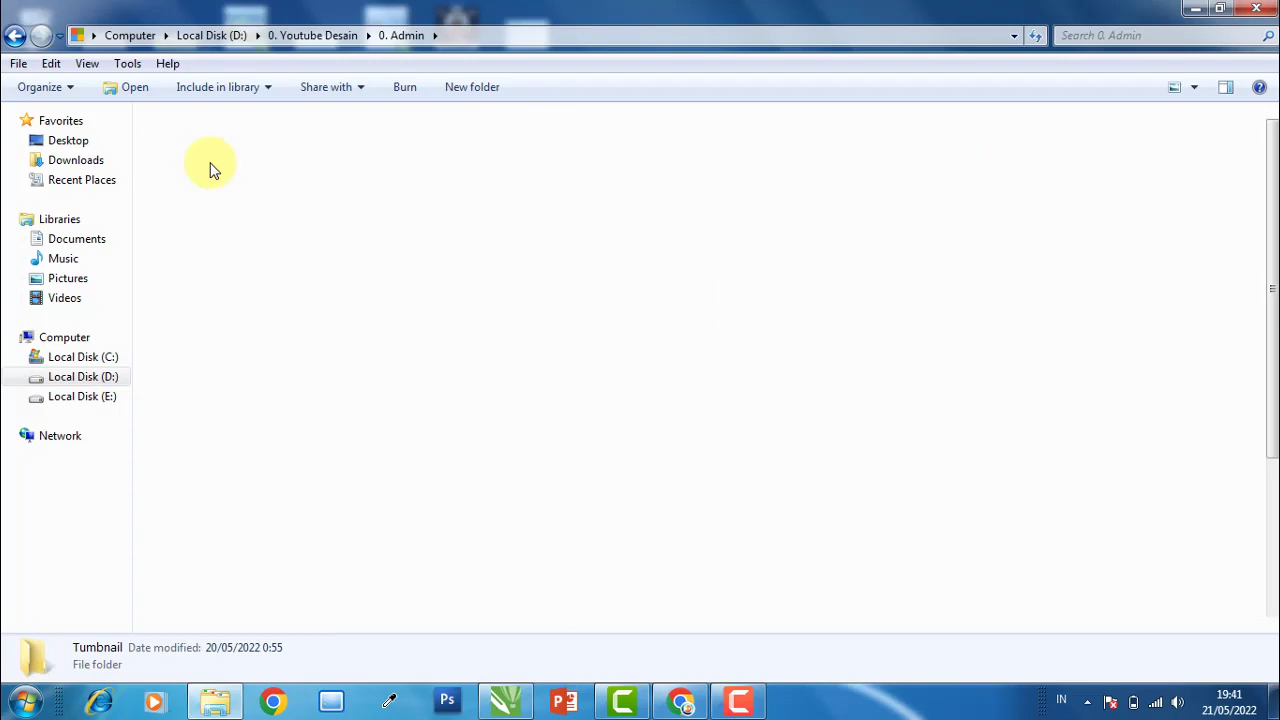 Computer Local Disk (D:) 0. Youtube Desain 0. Admin Search 0. Admin
File Edit View Tools Help
Organize Open Include in library Share with Burn New folder
Favorites
Desktop
Downloads
Recent Places
Libraries
Documents
Music
Pictures
Videos
Computer
Local Disk (C:)
Local Disk (D:)
Local Disk (E:)
Network
Tumbnail Date modified: 20/05/2022 0:55
File folder
Ps
IN
19:41
21/05/2022